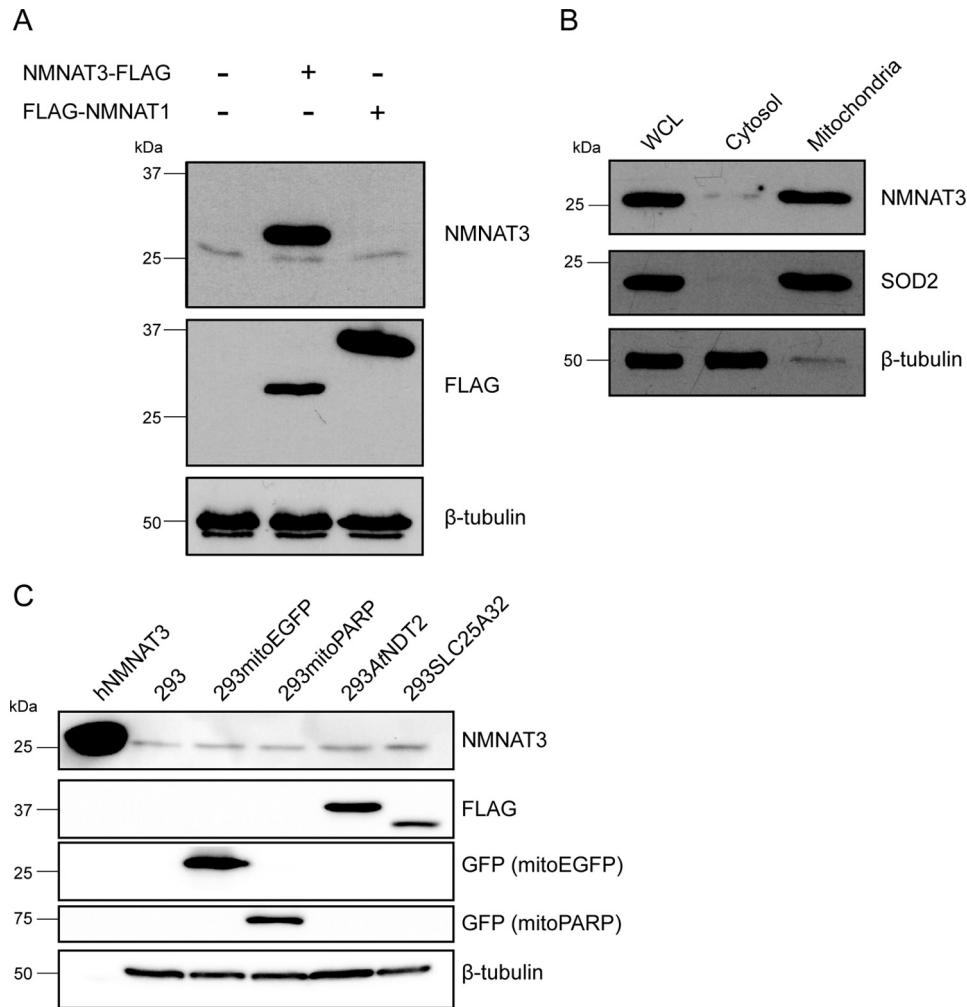 A
NMNAT3-FLAG - + -
FLAG-NMNAT1 - - +
kDa
37
25
NMNAT3
37
25
FLAG
50
β-tubulin
B
WCL Cytosol Mitochondria
kDa
25
NMNAT3
25
SOD2
50
β-tubulin
C
hNMNAT3 293 293mitoEGFP 293mitoPARP 293AtNDT2 293SLC25A32
kDa
25
NMNAT3
37
FLAG
25
GFP (mitoEGFP)
75
GFP (mitoPARP)
50
β-tubulin